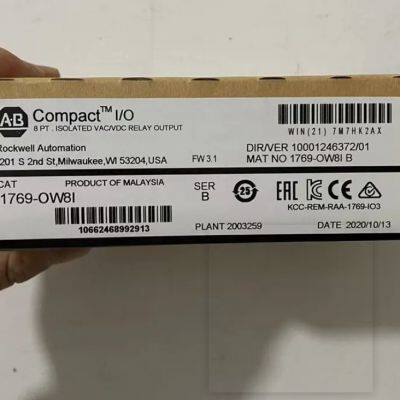 AB Compact™ I/O
8 PT . ISOLATED VAC/VDC RELAY OUTPUT
WIN(21) 7M7HK2AX
Rockwell Automation
DIR/VER 10001246372/01
201 S 2nd St,Milwaukee,WI 53204,USA
FW 3.1
MAT NO 1769-OW8I B
CAT
PRODUCT OF MALAYSIA
SER
B
25
EAC
CE
1769-OW8I
KCC-REM-RAA-1769-IO3
10662468992913
PLANT 2003259
DATE 2020/10/13